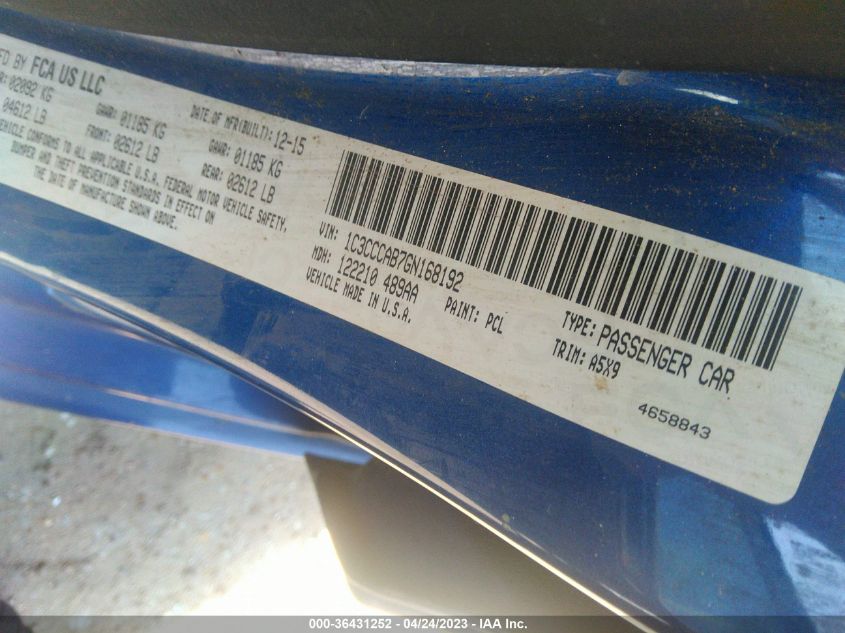 MFD BY FCA US LLC
DATE OF MFR(BUILT): 12-15
02092 KG
GAWR: 01185 KG
GAWR: 01185 KG
04612 LB
FRONT: 02612 LB
REAR: 02612 LB
VEHICLE CONFORMS TO ALL APPLICABLE U.S.A. FEDERAL MOTOR VEHICLE SAFETY,
BUMPER AND THEFT PREVENTION STANDARDS IN EFFECT ON
THE DATE OF MANUFACTURE SHOWN ABOVE.
VIN: 1C3CCCAB7GN168192
TYPE: PASSENGER CAR
MDH: 122210 489AA
PAINT: PCL
TRIM: A5X9
VEHICLE MADE IN U.S.A.
4658843
000-36431252 - 04/24/2023 - IAA Inc.